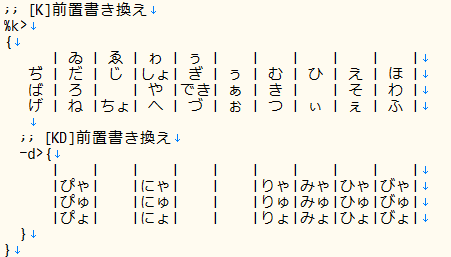 ;; [K]前置書き換え↓
%k>↓
{↓
| ゐ | ゑ | ゎ | ぅ | | | | | |↓
ぢ| だ | じ |しょ| ぎ | ぅ | む | ひ | え | ほ |↓
ぱ| ろ | | や |でき| ぁ | き | | そ | わ |↓
げ| ね |ちょ| へ | づ | ぉ | つ | ぃ | ぇ | ふ |↓
↓
;; [KD]前置書き換え↓
-d>{↓
| | | | | | | | | |↓
|ぴゃ| |にゃ| | |りゃ|みゃ|ひゃ|びゃ|↓
|ぴゅ| |にゅ| | |りゅ|みゅ|ひゅ|びゅ|↓
|ぴょ| |にょ| | |りょ|みょ|ひょ|びょ|↓
}↓
}↓